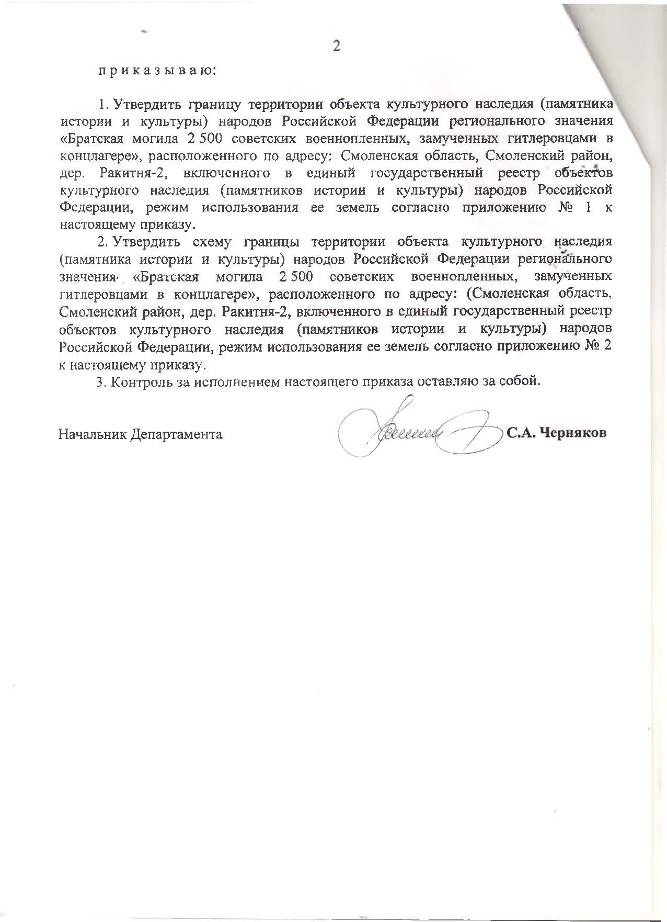 2
п р и к а з ы в а ю:
1. Утвердить границу территории объекта культурного наследия (памятника
истории и культуры) народов Российской Федерации регионального значения
«Братская могила 2 500 советских военнопленных, замученных гитлеровцами в
концлагере», расположенного по адресу: Смоленская область, Смоленский район,
дер. Ракитня-2, включенного в единый государственный реестр объектов
культурного наследия (памятников истории и культуры) народов Российской
Федерации, режим использования ее земель согласно приложению № 1 к
настоящему приказу.
2. Утвердить схему границы территории объекта культурного наследия
(памятника истории и культуры) народов Российской Федерации регионального
значения «Братская могила 2 500 советских военнопленных, замученных
гитлеровцами в концлагере», расположенного по адресу: (Смоленская область,
Смоленский район, дер. Ракитня-2, включенного в единый государственный реестр
объектов культурного наследия (памятников истории и культуры) народов
Российской Федерации, режим использования ее земель согласно приложению № 2
к настоящему приказу.
3. Контроль за исполнением настоящего приказа оставляю за собой.
Начальник Департамента С.А. Черняков